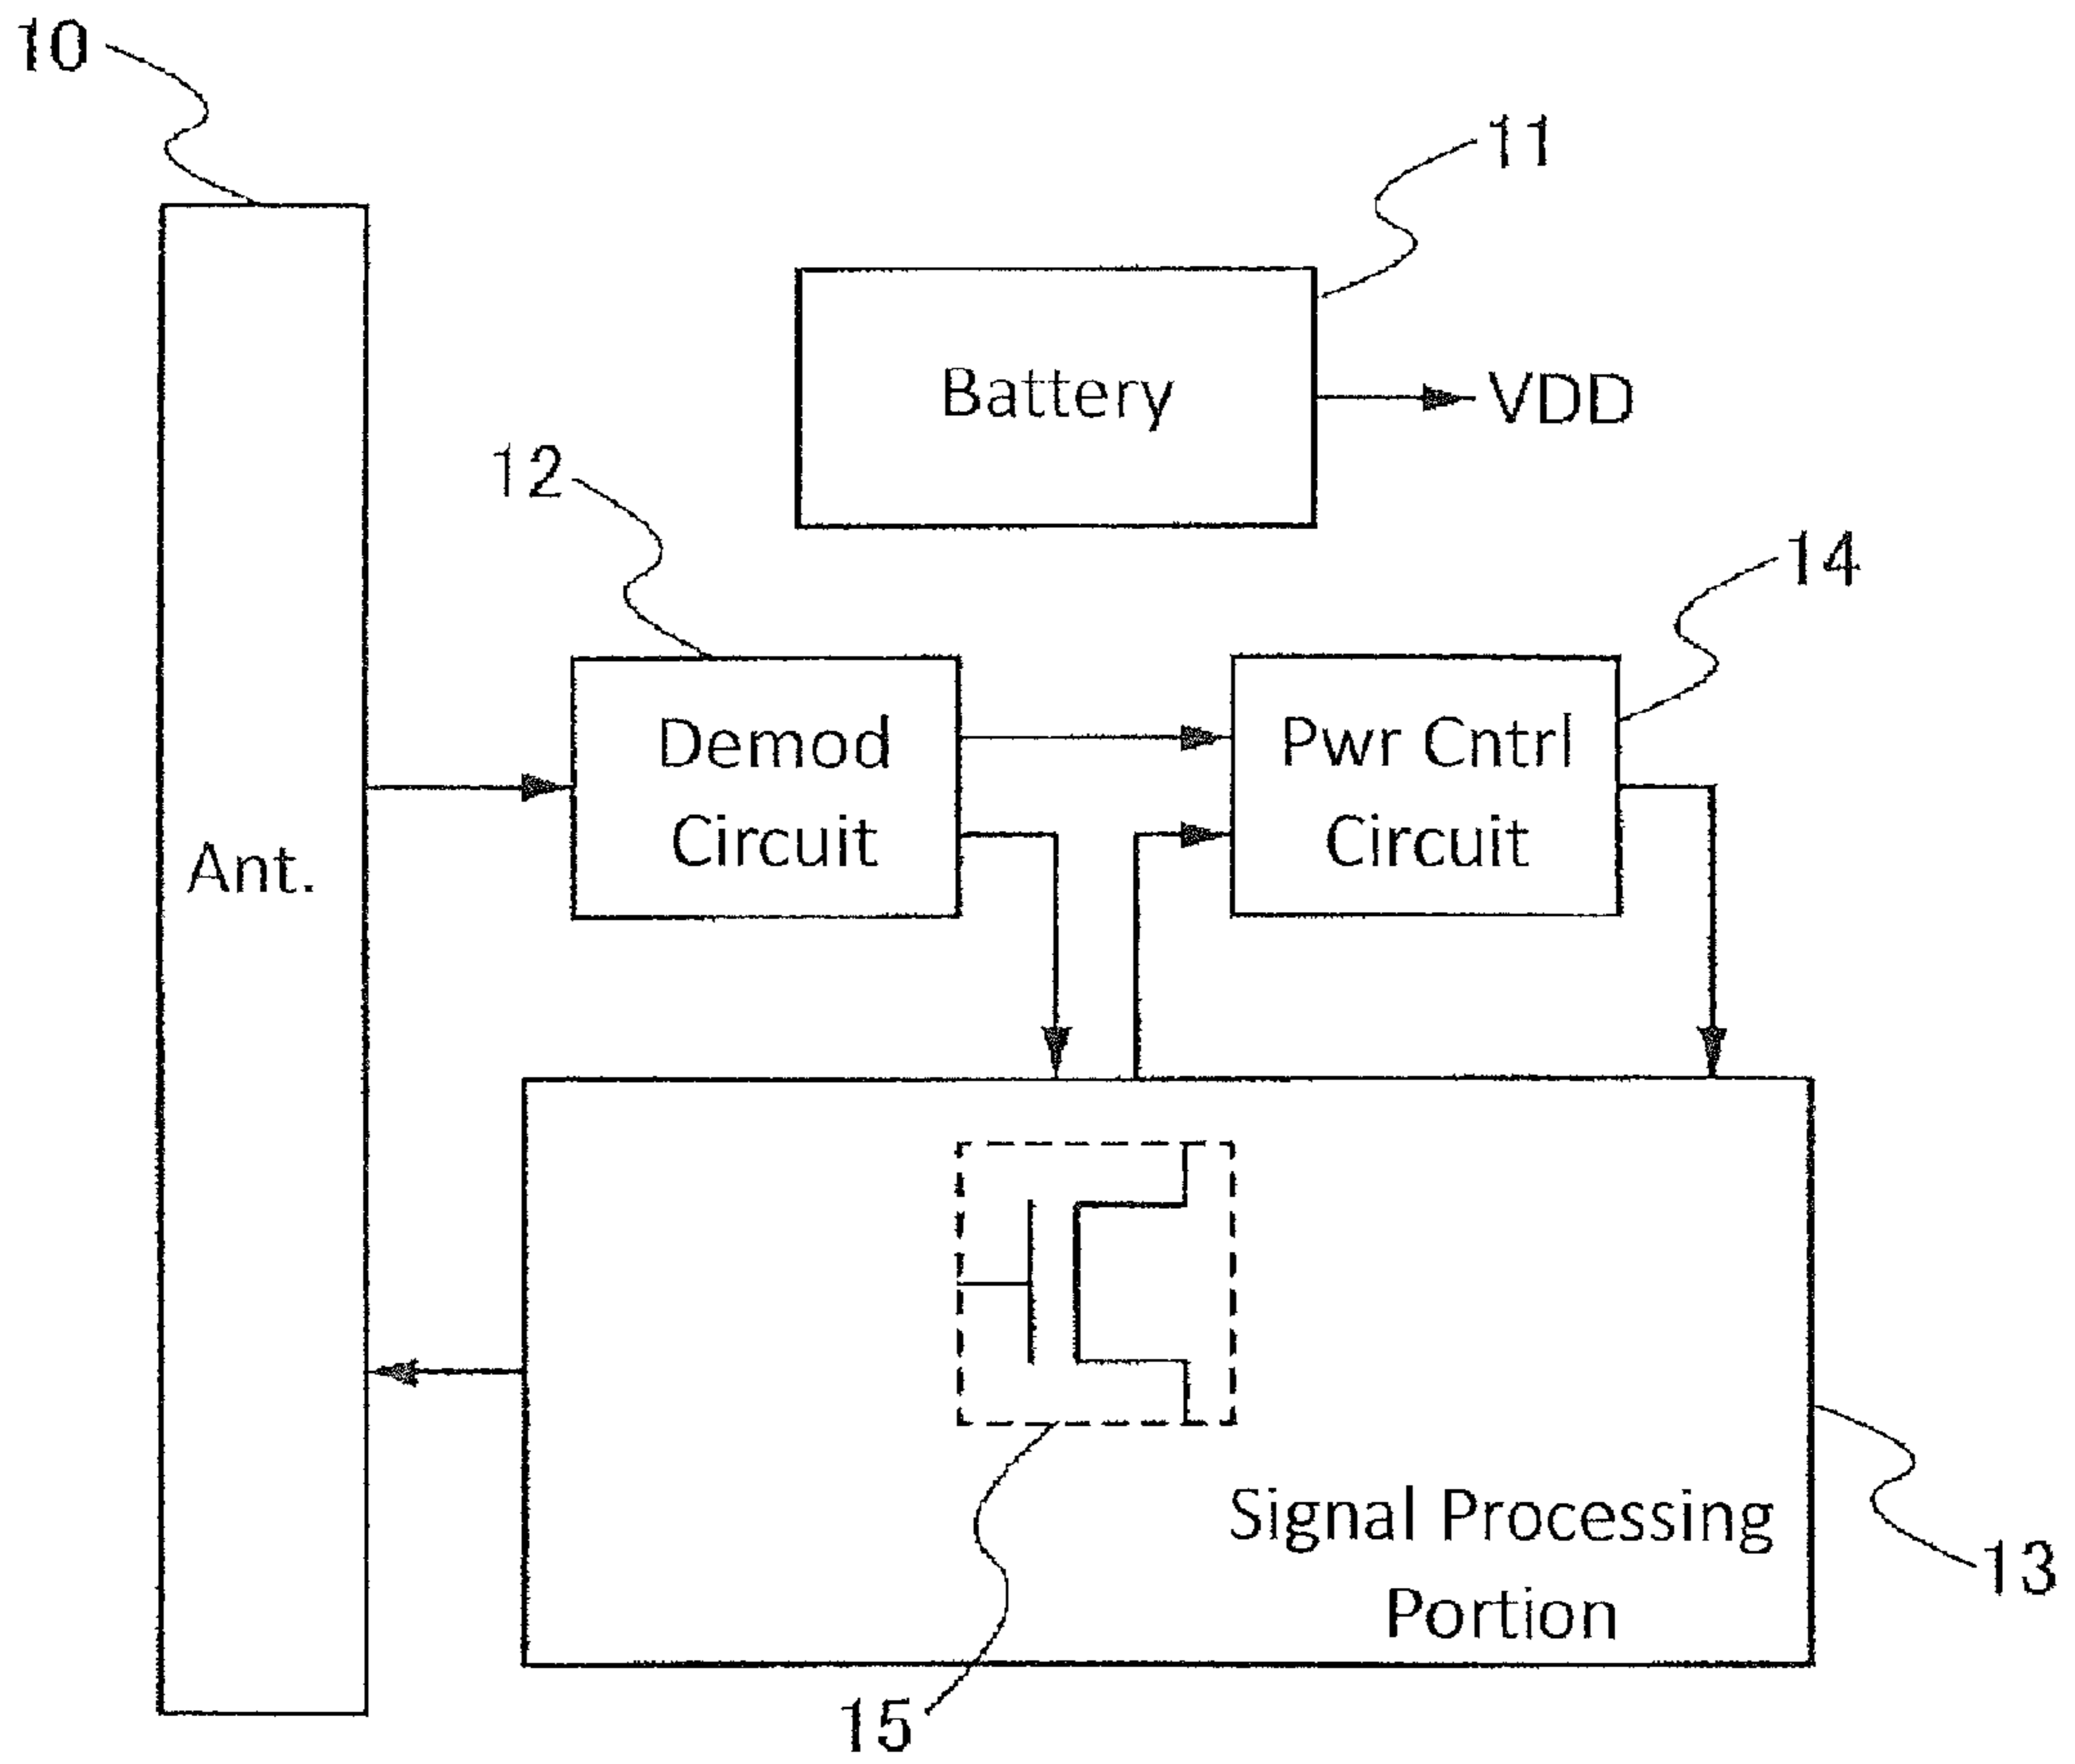 10
11
Battery
VDD
12
14
Demod
Circuit
Pwr Cntrl
Circuit
Ant.
Signal Processing
Portion
13
15